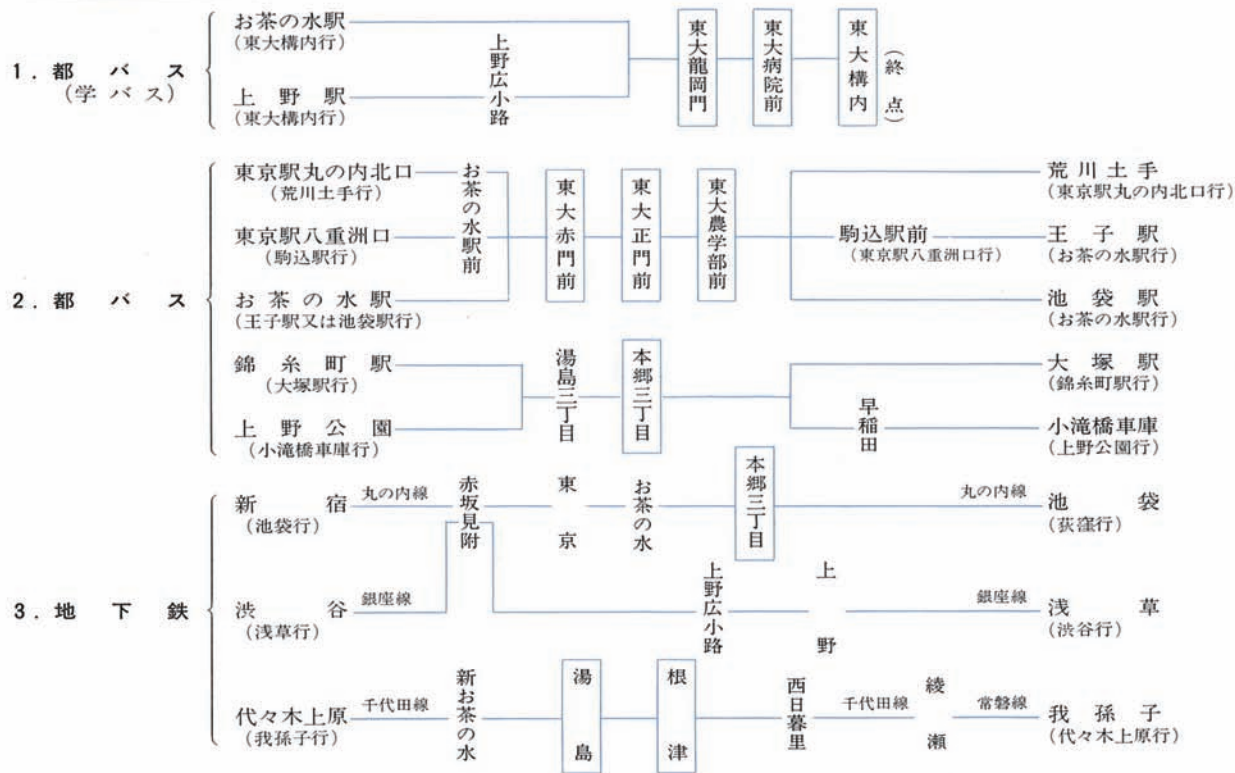 1.都バス
(学バス)
お茶の水駅
(東大構内行)
上野駅
(東大構内行)
上野広小路
東大龍岡門
東大病院前
東大構内
(終点)
2.都バス
東京駅丸の内北口
(荒川土手行)
東京駅八重洲口
(駒込駅行)
お茶の水駅
(王子駅又は池袋駅行)
お茶の水駅前
東大赤門前
東大正門前
東大農学部前
荒川土手
(東京駅丸の内北口行)
駒込駅前
(東京駅八重洲口行)
王子駅
(お茶の水駅行)
池袋駅
(お茶の水駅行)
錦糸町駅
(大塚駅行)
上野公園
(小滝橋車庫行)
湯島三丁目
本郷三丁目
早稲田
大塚駅
(錦糸町駅行)
小滝橋車庫
(上野公園行)
3.地下鉄
新宿
(池袋行)
丸の内線
赤坂見附
東京
お茶の水
本郷三丁目
丸の内線
池袋
(荻窪行)
渋谷
(浅草行)
銀座線
上野広小路
上野
銀座線
浅草
(渋谷行)
代々木上原
(我孫子行)
千代田線
新お茶の水
湯島
根津
西日暮里
千代田線
綾瀬
常磐線
我孫子
(代々木上原行)